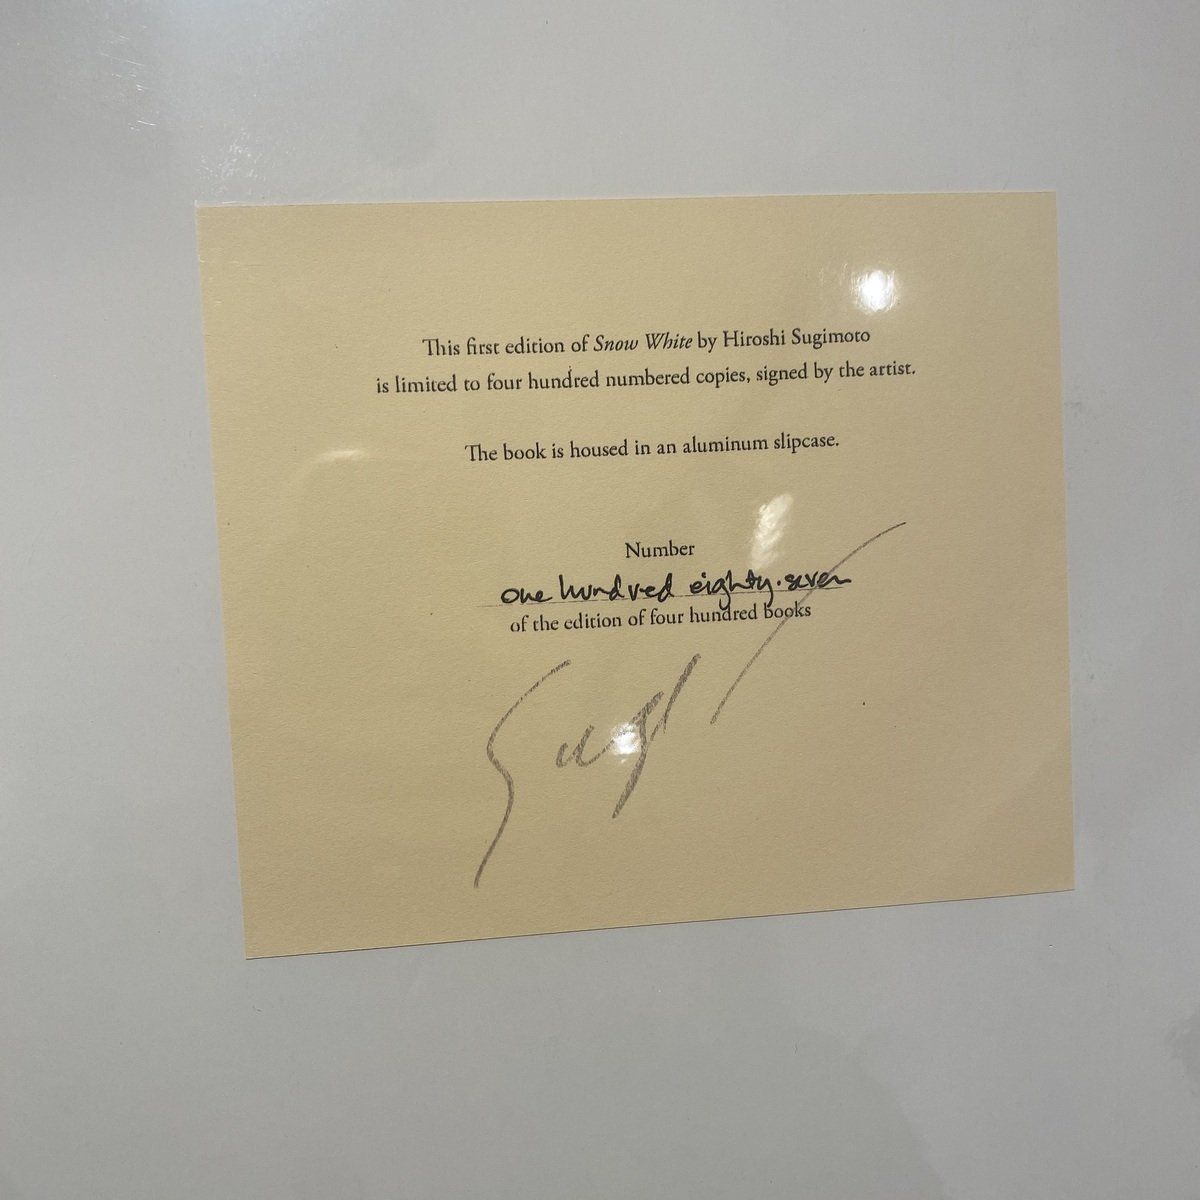 This first edition of Snow White by Hiroshi Sugimoto
is limited to four hundred numbered copies, signed by the artist.
The book is housed in an aluminum slipcase.
Number
one hundred eighty-seven
of the edition of four hundred books